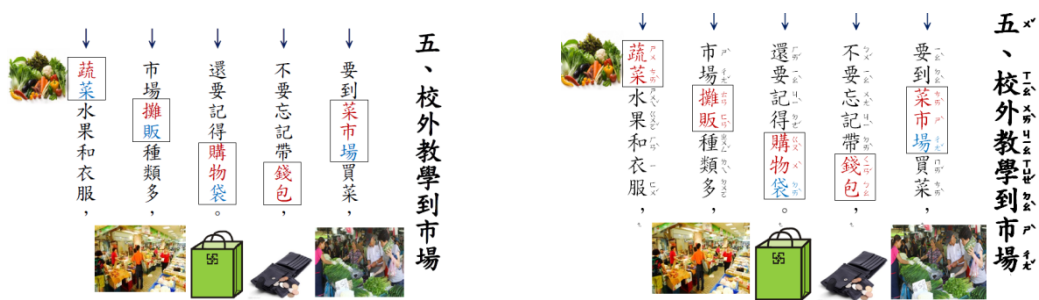 五、校外教學到市場
要到菜市場買菜，
不要忘記帶錢包，
還要記得購物袋。
市場攤販種類多，
蔬菜水果和衣服，
五、校外教學到市場
要到菜市場買菜，
不要忘記帶錢包，
還要記得購物袋。
市場攤販種類多，
蔬菜水果和衣服，